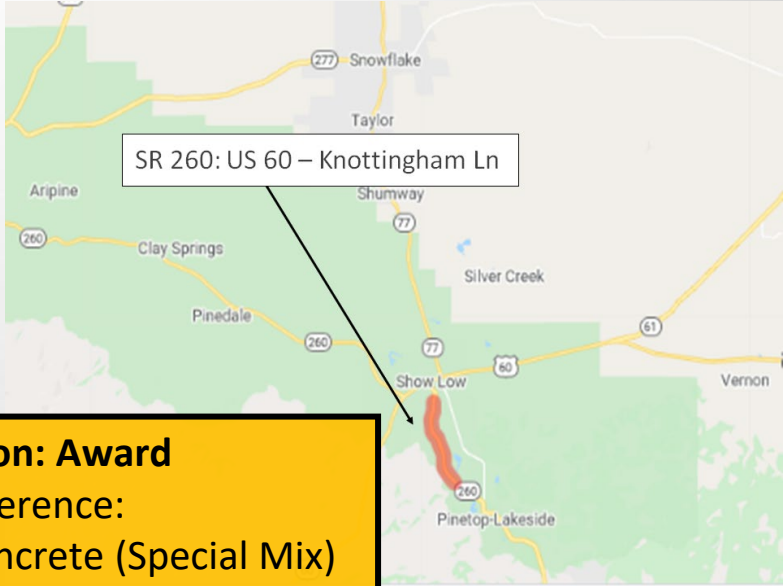 277
Snowflake
Taylor
SR 260: US 60 – Knottingham Ln
Aripine
Shumway
77
260
Clay Springs
Silver Creek
Pinedale
61
260
77
60
Show Low
Vernon
on: Award
erence:
ncrete (Special Mix)
260
Pinetop-Lakeside